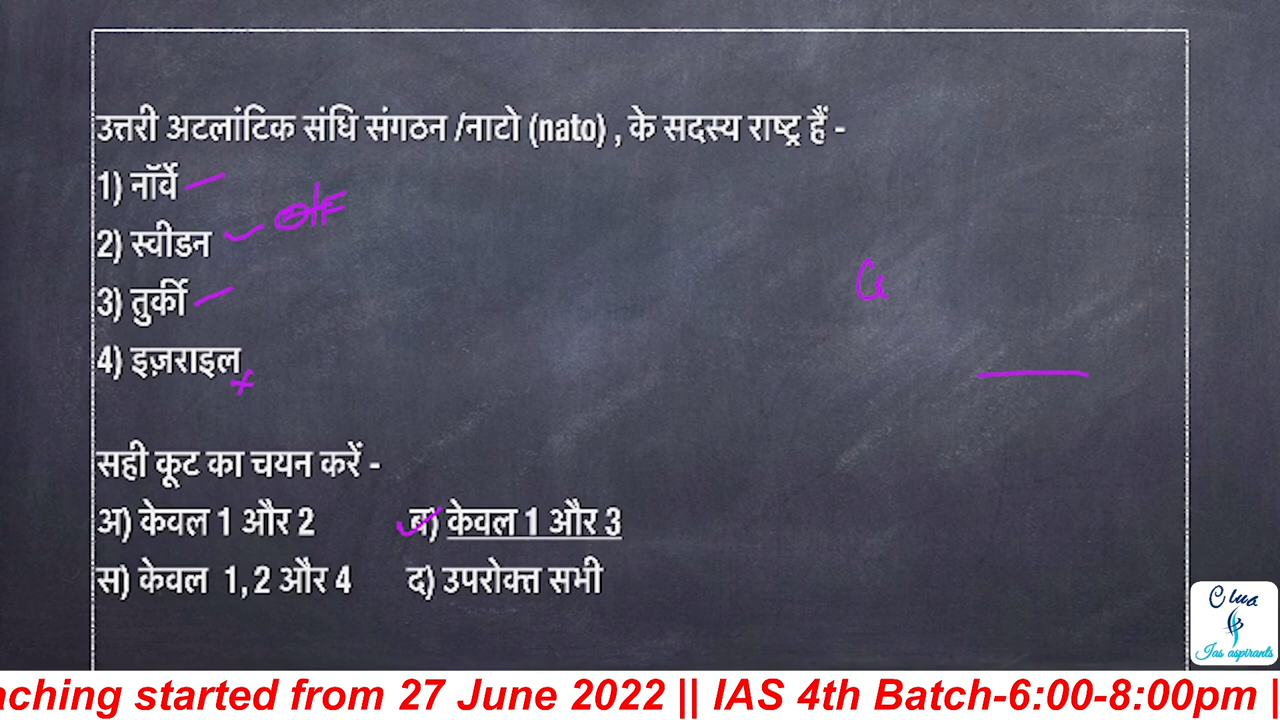 उत्तरी अटलांटिक संधि संगठन /नाटो (nato) , के सदस्य राष्ट्र हैं -
1) नॉर्वे
2) स्वीडन
3) तुर्की
4) इज़राइल
सही कूट का चयन करें -
अ) केवल 1 और 2 ब) केवल 1 और 3
स) केवल 1, 2 और 4 द) उपरोक्त सभी
Ias aspirants
aching started from 27 June 2022 || IAS 4th Batch-6:00-8:00pm |